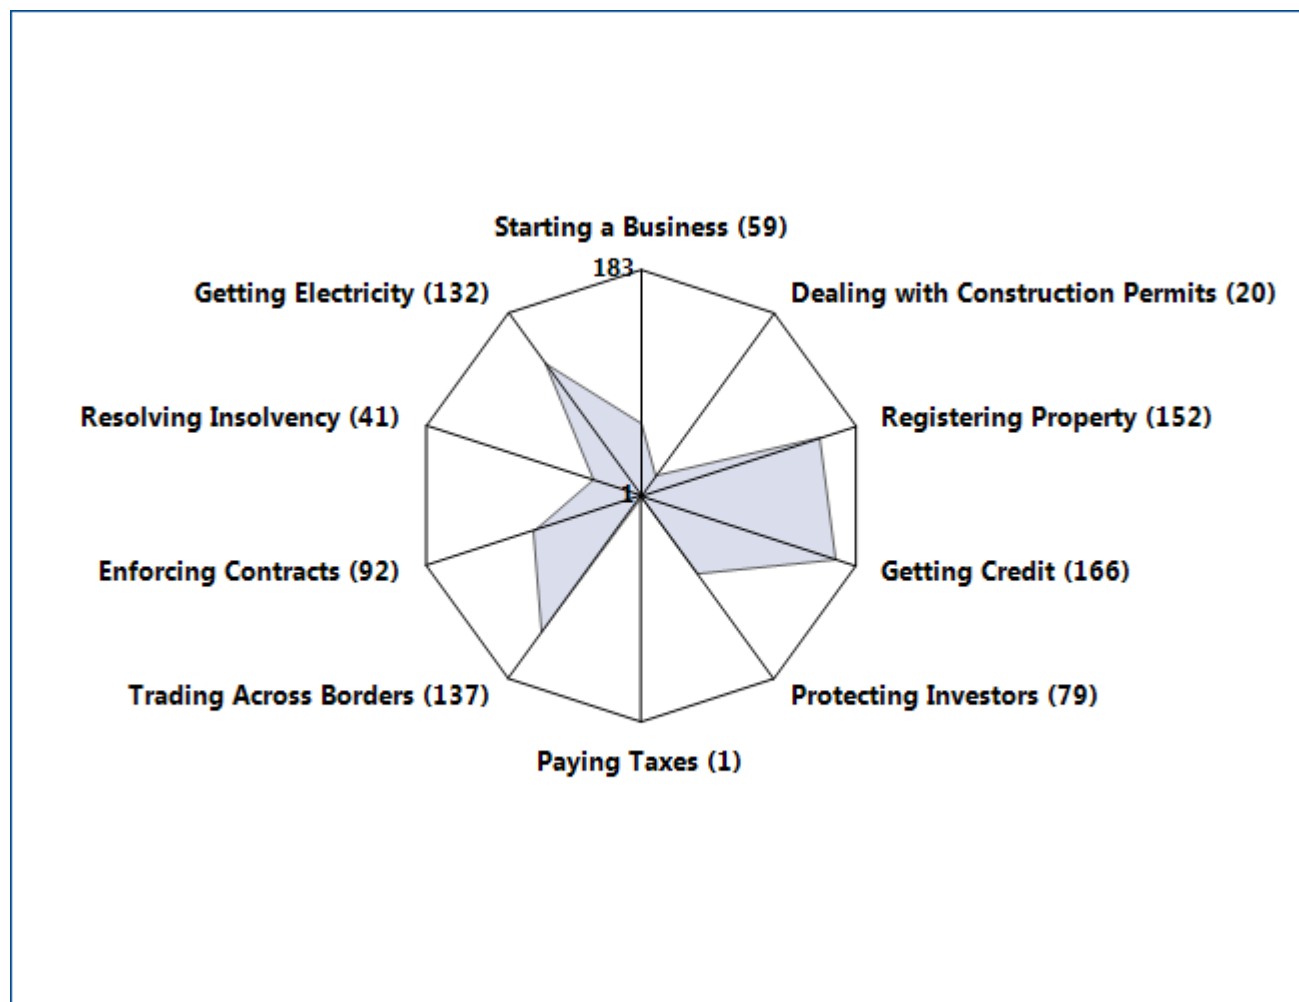 Starting a Business (59)
183
Getting Electricity (132)
Dealing with Construction Permits (20)
Resolving Insolvency (41)
Registering Property (152)
1
Enforcing Contracts (92)
Getting Credit (166)
Trading Across Borders (137)
Protecting Investors (79)
Paying Taxes (1)